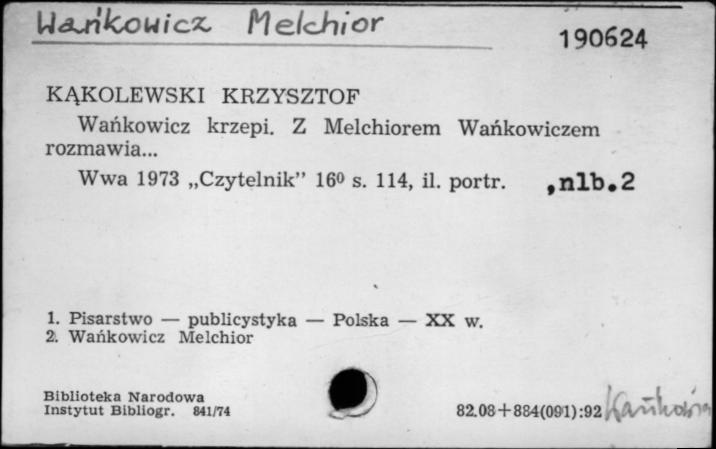 Wańkowicz Melchior
190624
KĄKOLEWSKI KRZYSZTOF
Wańkowicz krzepi. Z Melchiorem Wańkowiczem
rozmawia...
Wwa 1973 „Czytelnik” 16⁰ s. 114, il. portr. ,nlb.2
1. Pisarstwo — publicystyka — Polska — XX w.
2. Wańkowicz Melchior
Biblioteka Narodowa
Instytut Bibliogr. 841/74
82.08+884(091):92